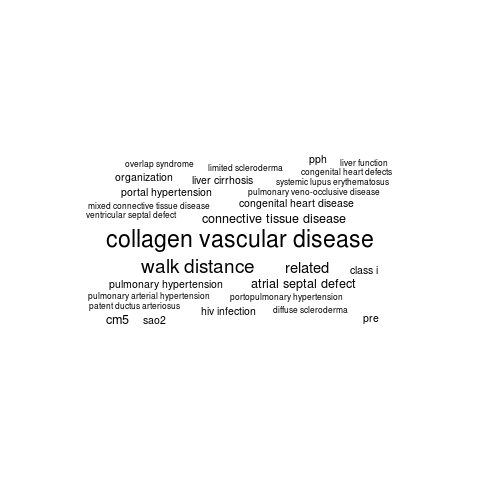 pph
overlap syndrome
liver function
limited scleroderma
congenital heart defects
organization
liver cirrhosis
systemic lupus erythematosus
portal hypertension
pulmonary veno-occlusive disease
mixed connective tissue disease
congenital heart disease
ventricular septal defect
connective tissue disease
collagen vascular disease
walk distance
related
class i
pulmonary hypertension
atrial septal defect
pulmonary arterial hypertension
portopulmonary hypertension
patent ductus arteriosus
hiv infection
diffuse scleroderma
cm5
sao2
pre